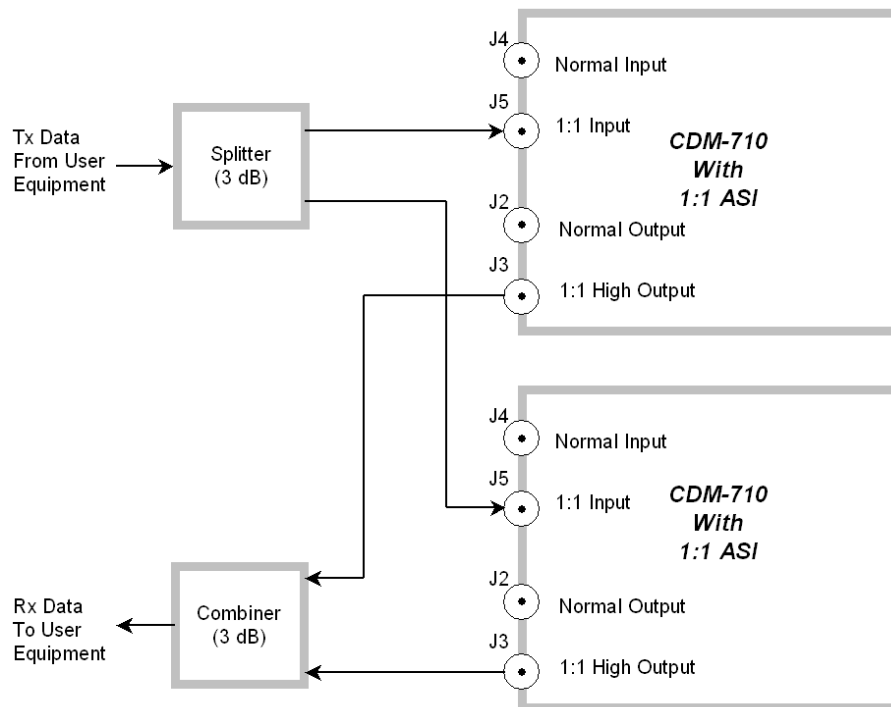 J4
Normal Input
J5
1:1 Input
CDM-710
With
1:1 ASI
J2
Normal Output
J3
1:1 High Output
Tx Data
From User
Equipment
Splitter
(3 dB)
J4
Normal Input
J5
1:1 Input
CDM-710
With
1:1 ASI
J2
Normal Output
J3
1:1 High Output
Combiner
(3 dB)
Rx Data
To User
Equipment